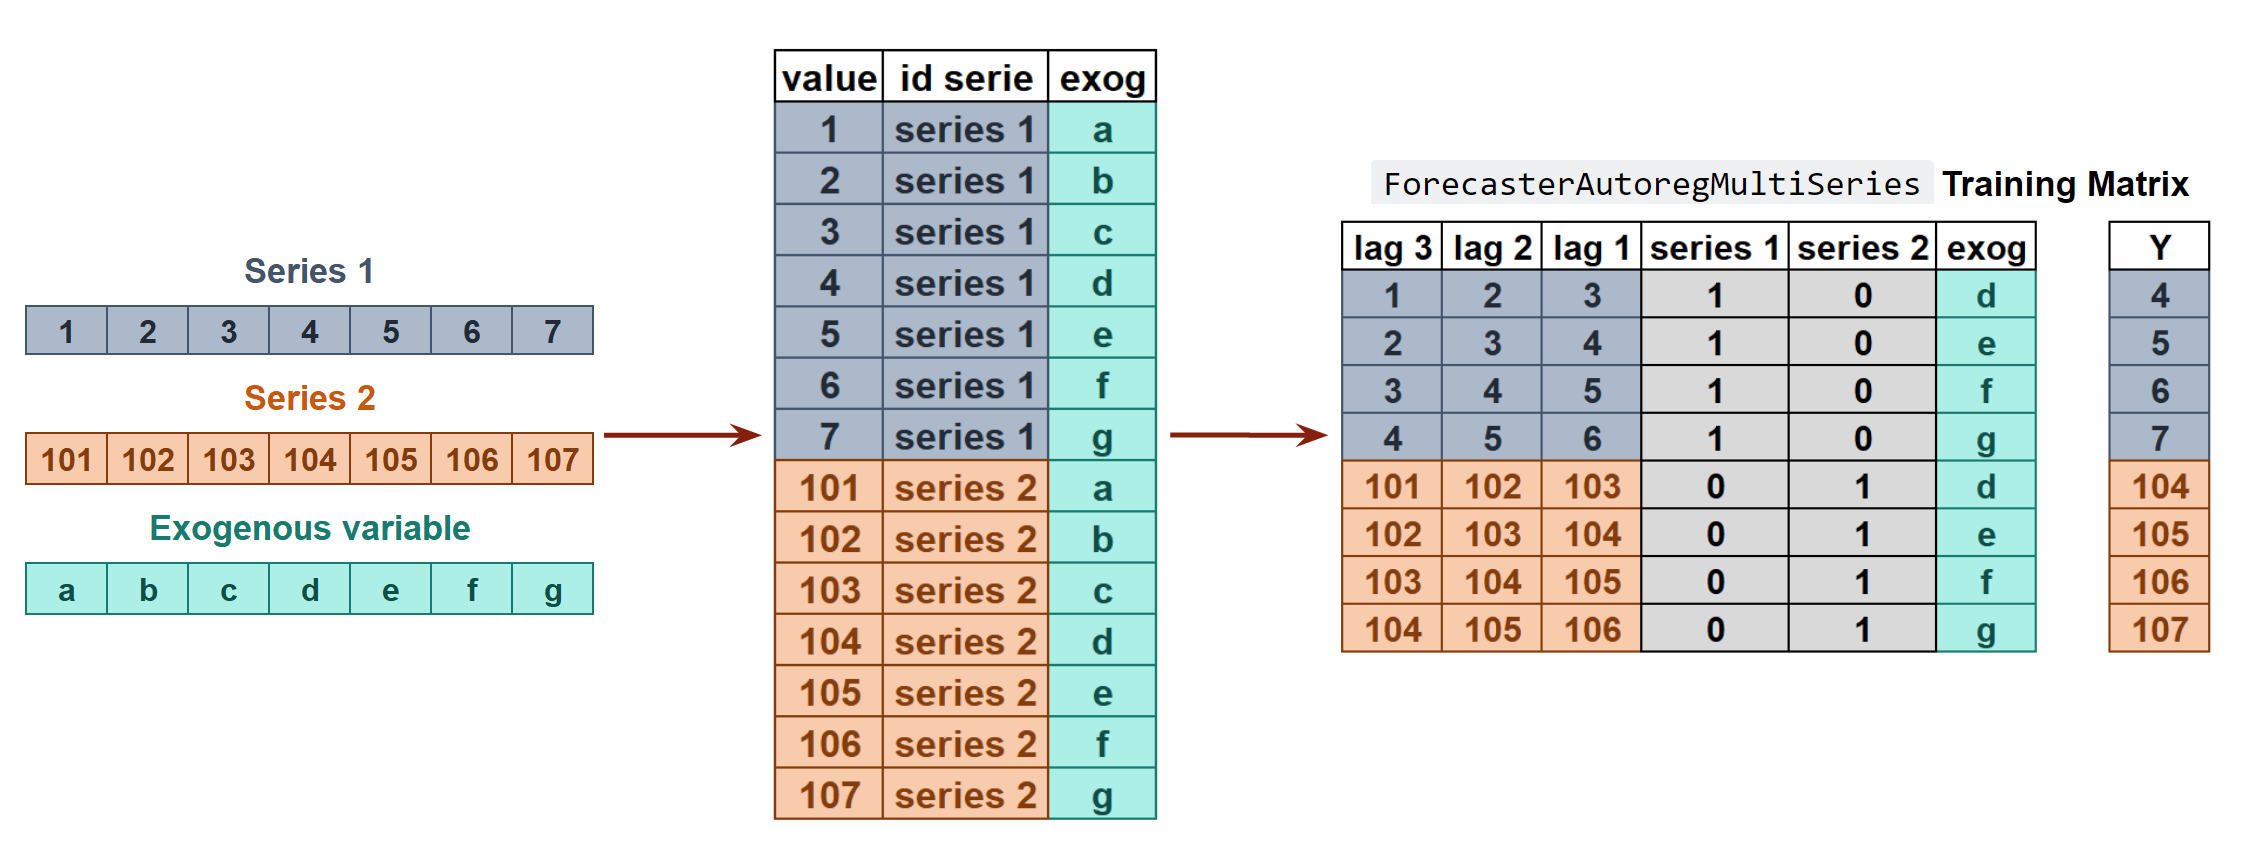 Series 1
1 2 3 4 5 6 7
Series 2
101 102 103 104 105 106 107
Exogenous variable
a b c d e f g
value id serie exog
1 series 1 a
2 series 1 b
3 series 1 c
4 series 1 d
5 series 1 e
6 series 1 f
7 series 1 g
101 series 2 a
102 series 2 b
103 series 2 c
104 series 2 d
105 series 2 e
106 series 2 f
107 series 2 g
ForecasterAutoregMultiSeries Training Matrix
lag 3 lag 2 lag 1 series 1 series 2 exog Y
1 2 3 1 0 d 4
2 3 4 1 0 e 5
3 4 5 1 0 f 6
4 5 6 1 0 g 7
101 102 103 0 1 d 104
102 103 104 0 1 e 105
103 104 105 0 1 f 106
104 105 106 0 1 g 107